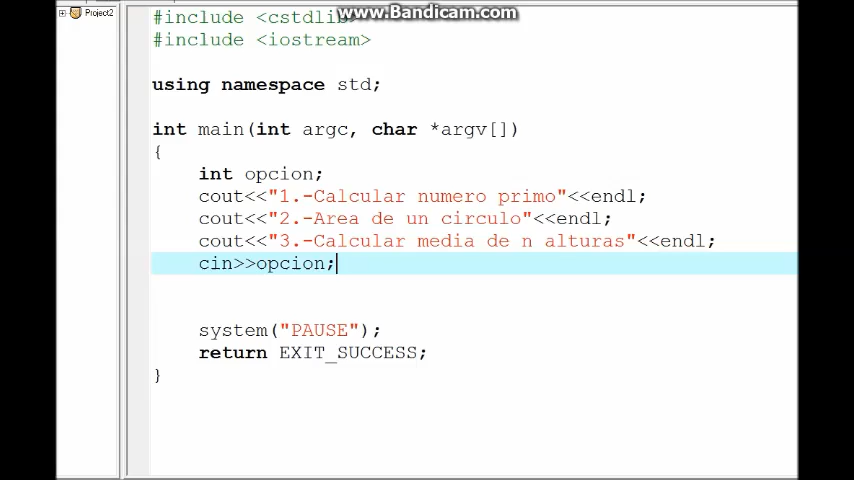 www.Bandicam.com
Project2
#include <cstdlib>
#include <iostream>
using namespace std;
int main(int argc, char *argv[])
{
int opcion;
cout<<"1.-Calcular numero primo"<<endl;
cout<<"2.-Area de un circulo"<<endl;
cout<<"3.-Calcular media de n alturas"<<endl;
cin>>opcion;
system("PAUSE");
return EXIT_SUCCESS;
}